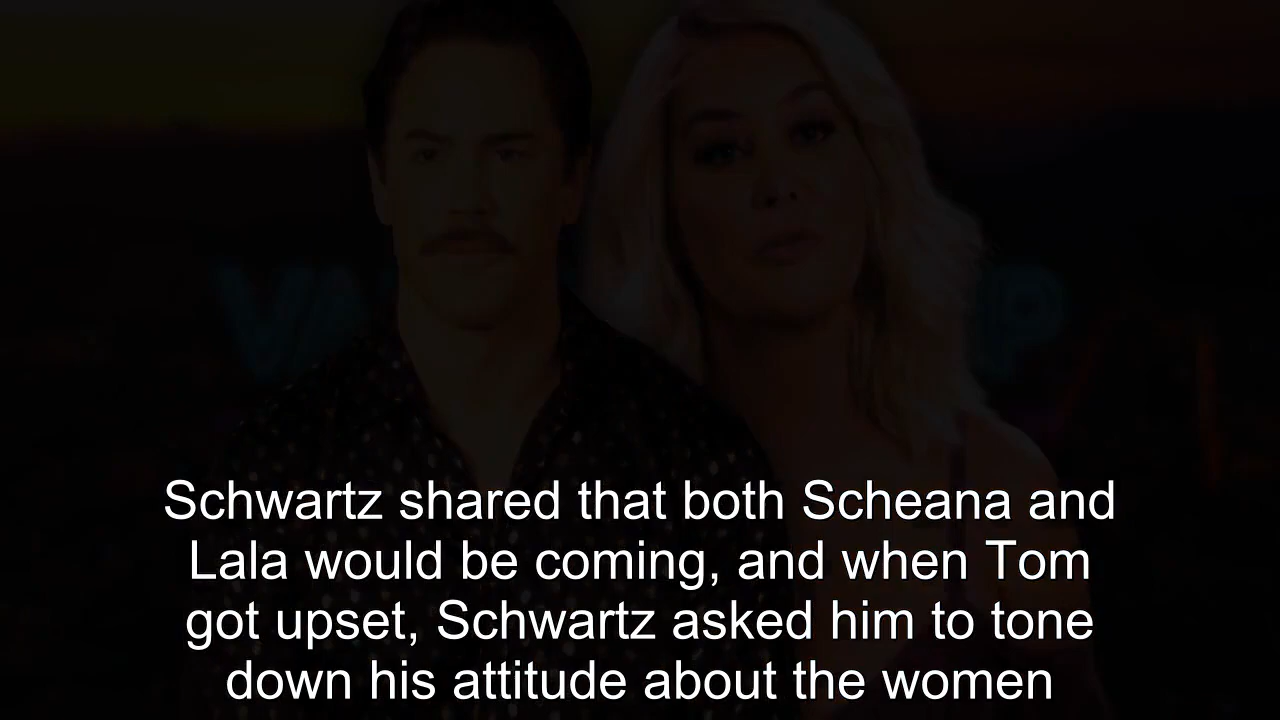 VA
P
Schwartz shared that both Scheana and
Lala would be coming, and when Tom
got upset, Schwartz asked him to tone
down his attitude about the women